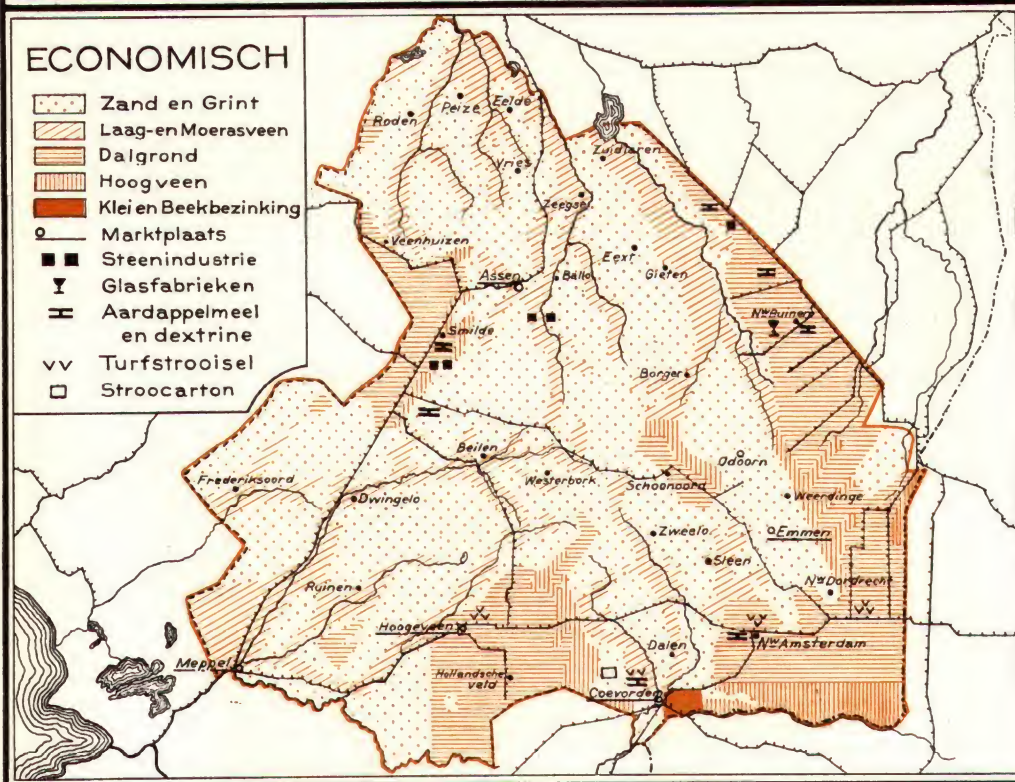 ECONOMISCH
Zand en Grint
Laag-en Moerasveen
Dalgrond
Hoogveen
Klei en Beekbezinking
Marktplaats
Steenindustrie
Glasfabrieken
Aardappelmeel
en dextrine
Turfstrooisel
Stroocarton
Roden
Peize
Eelde
Vries
Zuidlaren
Zeegse
Veenhuizen
Assen
Ballo
Eext
Gieten
Nw Buinen
Smilde
Borger
Beilen
Westerbork
Schoonoord
Odoorn
Weerdinge
Frederiksoord
Dwingelo
Zweelo
Emmen
Sleen
Nw Dordrecht
Ruinen
Hoogeveen
Meppel
Hollandsche
veld
Dalen
Nw Amsterdam
Coevorden